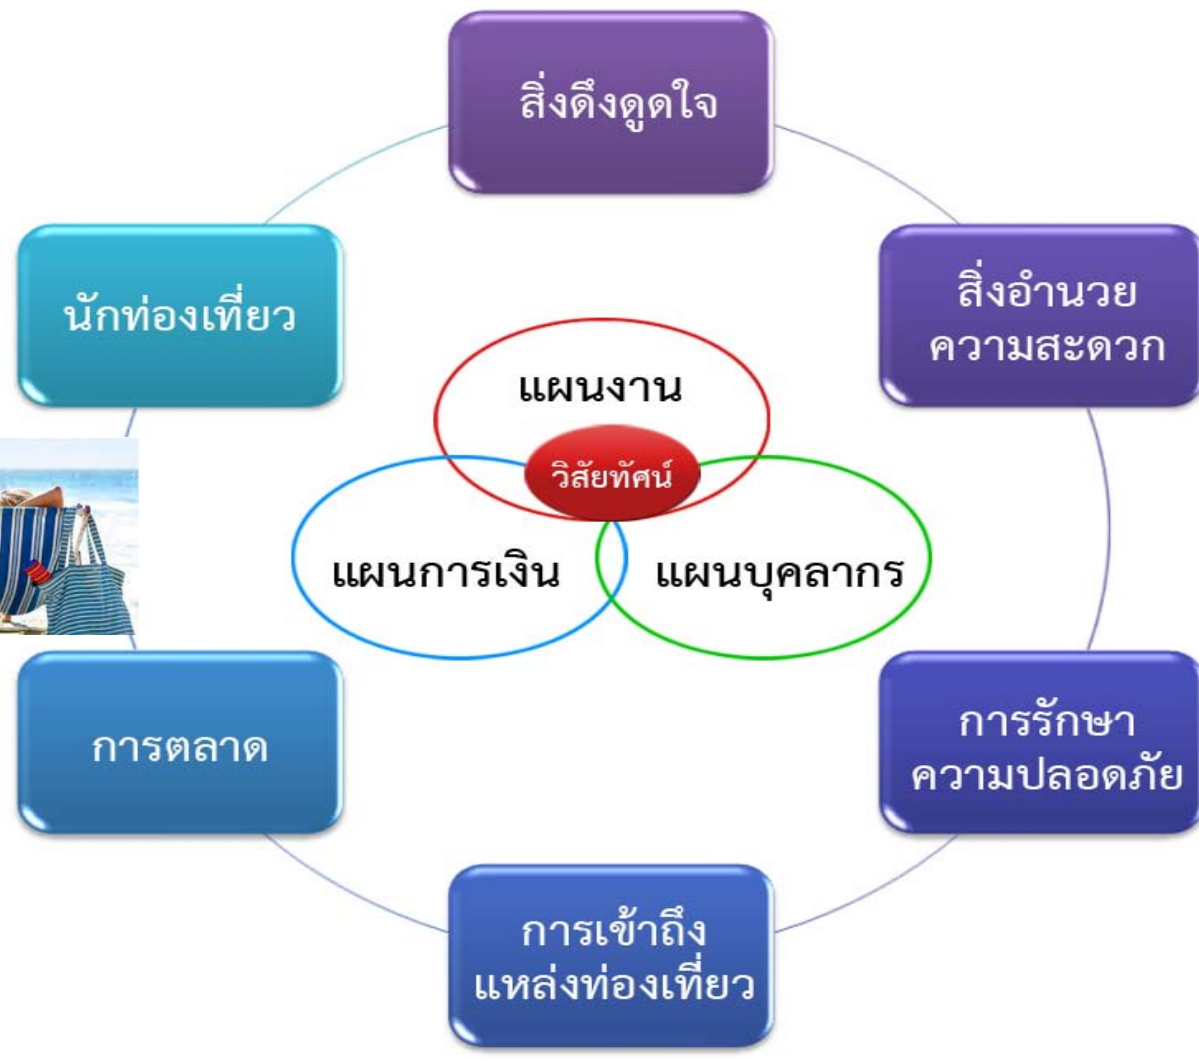 สิ่งดึงดูดใจ
สิ่งอำนวย
ความสะดวก
นักท่องเที่ยว
แผนงาน
วิสัยทัศน์
แผนการเงิน
แผนบุคลากร
การตลาด
การรักษา
ความปลอดภัย
การเข้าถึง
แหล่งท่องเที่ยว